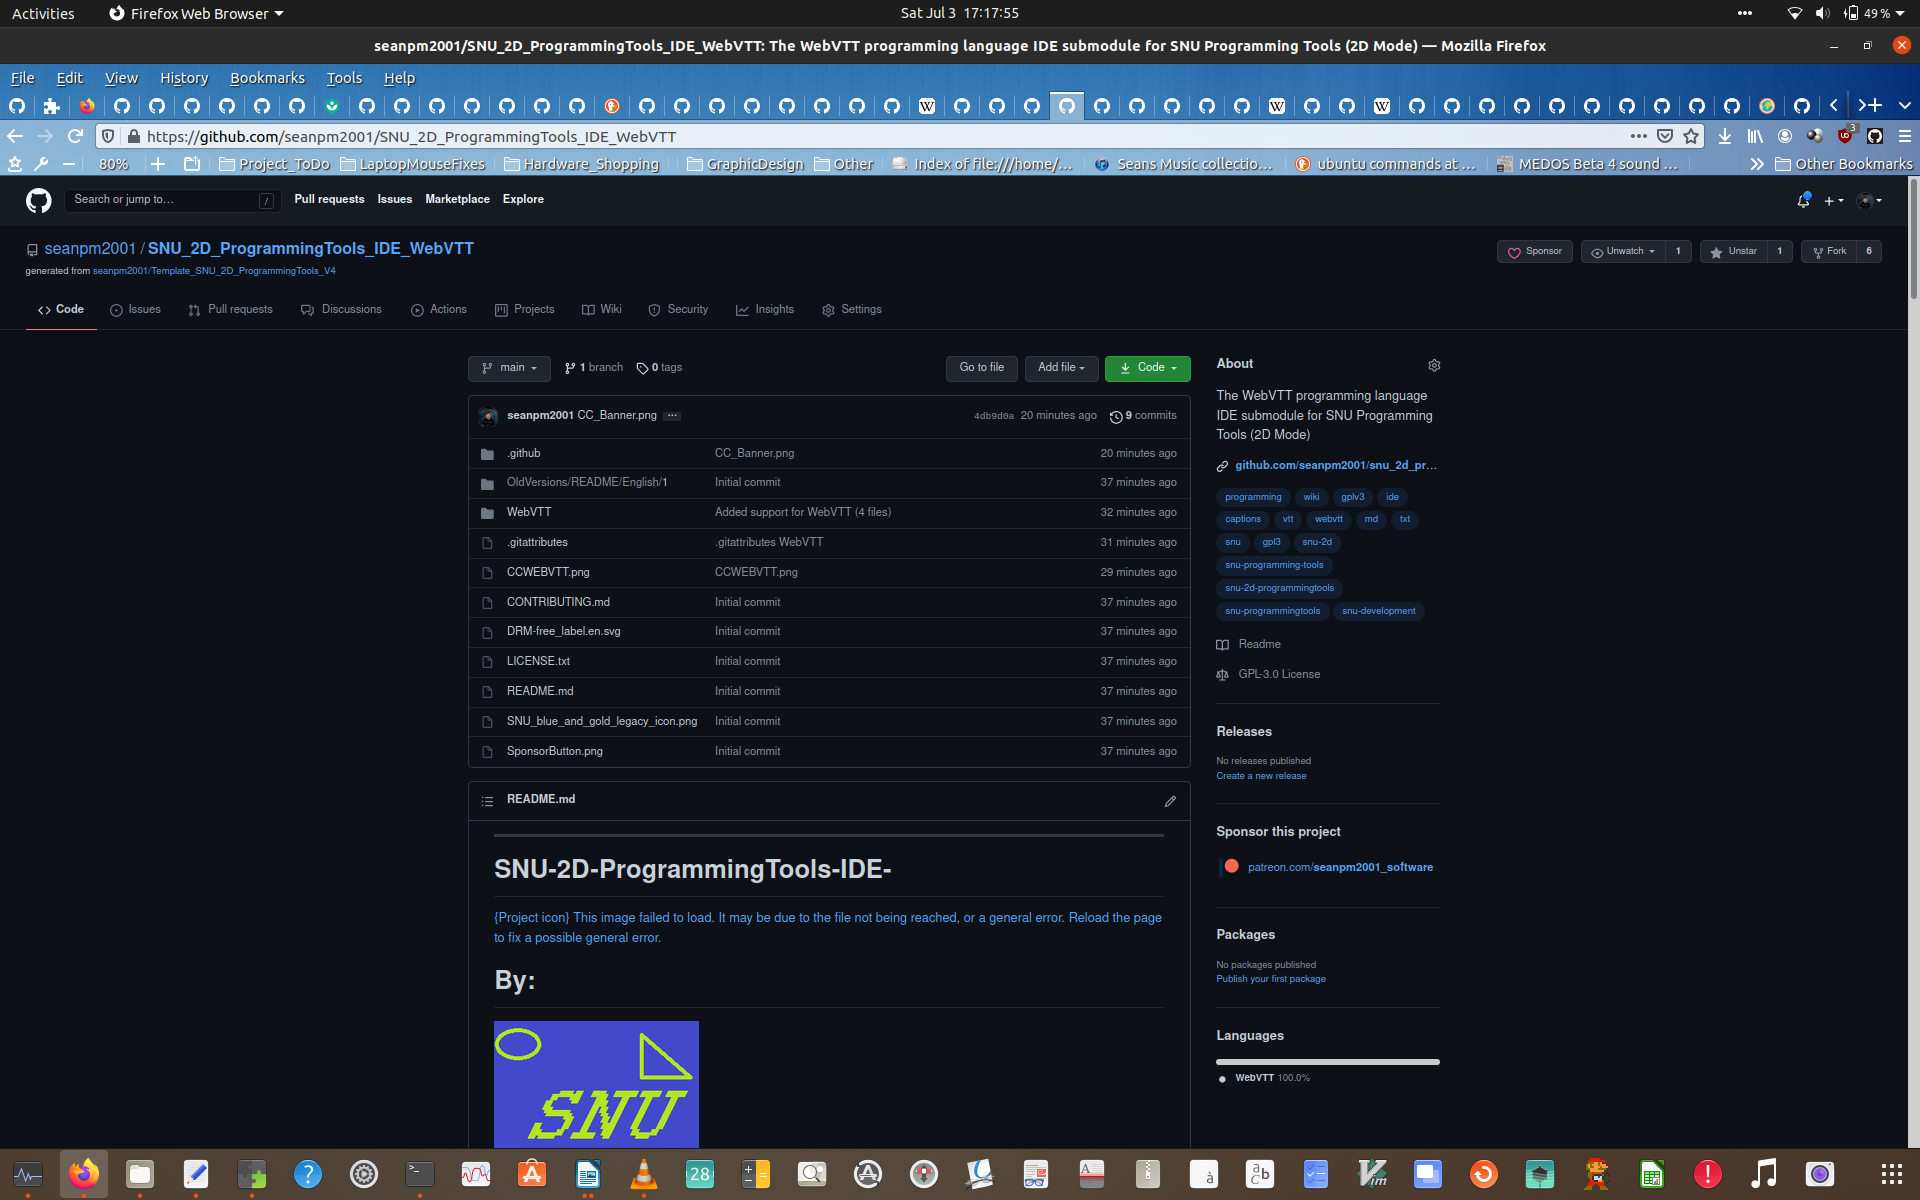 Activities
Firefox Web Browser
Sat Jul 3 17:17:55
49 %
seanpm2001/SNU_2D_ProgrammingTools_IDE_WebVTT: The WebVTT programming language IDE submodule for SNU Programming Tools (2D Mode) — Mozilla Firefox
File Edit View History Bookmarks Tools Help
https://github.com/seanpm2001/SNU_2D_ProgrammingTools_IDE_WebVTT
3
80% Project_ToDo LaptopMouseFixes Hardware_Shopping GraphicDesign Other Index of file:///home/... Seans Music collectio... ubuntu commands at ... MEDOS Beta 4 sound ... Other Bookmarks
Search or jump to... / Pull requests Issues Marketplace Explore
seanpm2001 / SNU_2D_ProgrammingTools_IDE_WebVTT
Sponsor Unwatch 1 Unstar 1 Fork 6
generated from seanpm2001/Template_SNU_2D_ProgrammingTools_V4
Code Issues Pull requests Discussions Actions Projects Wiki Security Insights Settings
main 1 branch 0 tags Go to file Add file Code
seanpm2001 CC_Banner.png ... 4db9d0a 20 minutes ago 9 commits
.github CC_Banner.png 20 minutes ago
OldVersions/README/English/1 Initial commit 37 minutes ago
WebVTT Added support for WebVTT (4 files) 32 minutes ago
.gitattributes .gitattributes WebVTT 31 minutes ago
CCWEBVTT.png CCWEBVTT.png 29 minutes ago
CONTRIBUTING.md Initial commit 37 minutes ago
DRM-free_label.en.svg Initial commit 37 minutes ago
LICENSE.txt Initial commit 37 minutes ago
README.md Initial commit 37 minutes ago
SNU_blue_and_gold_legacy_icon.png Initial commit 37 minutes ago
SponsorButton.png Initial commit 37 minutes ago
README.md
SNU-2D-ProgrammingTools-IDE-
{Project icon} This image failed to load. It may be due to the file not being reached, or a general error. Reload the page
to fix a possible general error.
By:
SNU
About
The WebVTT programming language
IDE submodule for SNU Programming
Tools (2D Mode)
github.com/seanpm2001/snu_2d_pr...
programming wiki gplv3 ide
captions vtt webvtt md txt
snu gpl3 snu-2d
snu-programming-tools
snu-2d-programmingtools
snu-programmingtools snu-development
Readme
GPL-3.0 License
Releases
No releases published
Create a new release
Sponsor this project
patreon.com/seanpm2001_software
Packages
No packages published
Publish your first package
Languages
WebVTT 100.0%
28